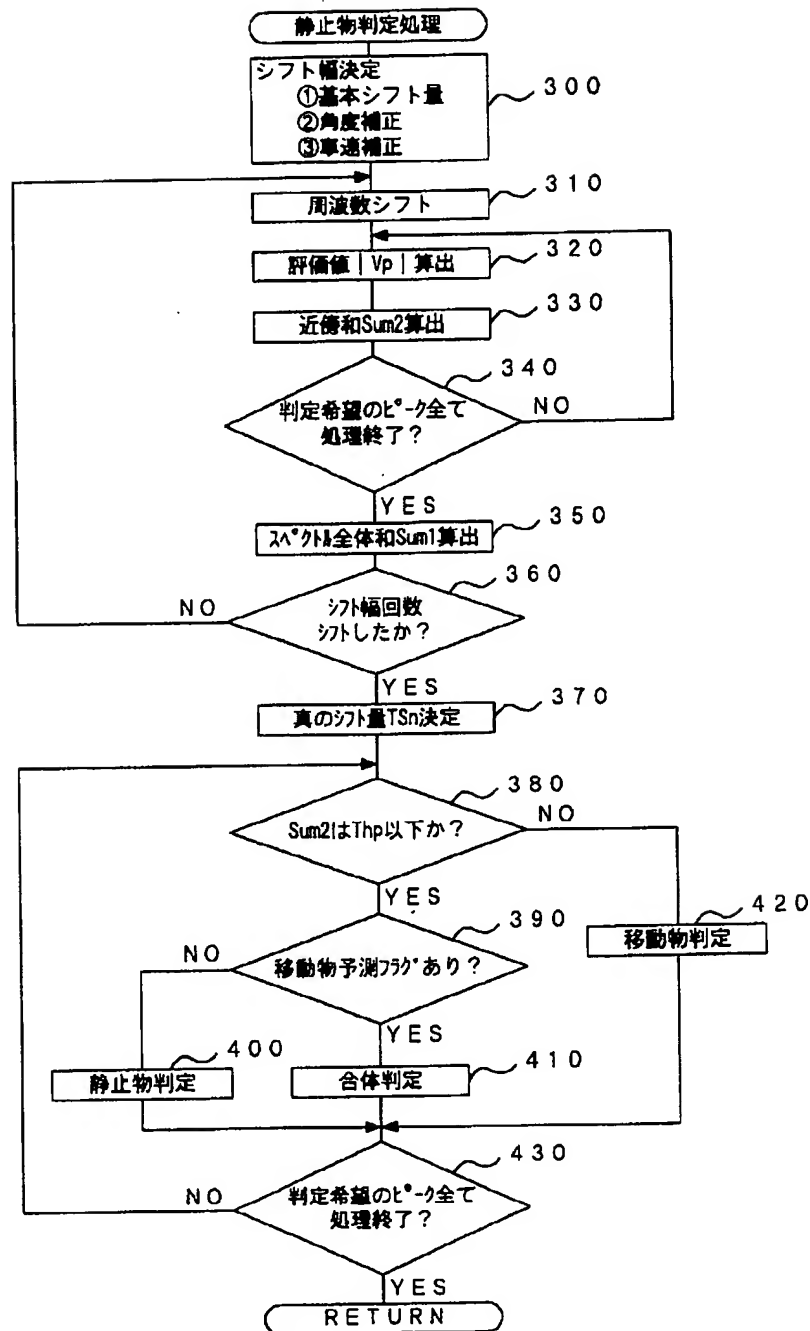 静止物判定処理
シフト幅決定
①基本シフト量
②角度補正
③車速補正
300
周波数シフト
310
評価値|Vp|算出
320
近傍和Sum2算出
330
340
判定希望のピーク全て
処理終了?
NO
YES
350
スペクトル全体和Sum1算出
360
NO
シフト幅回数
シフトしたか?
YES
370
真のシフト量TSn決定
380
Sum2はThp以下か?
NO
YES
390
420
移動物判定
NO
移動物予測フラグあり?
YES
400
410
静止物判定
合体判定
430
NO
判定希望のピーク全て
処理終了?
YES
RETURN